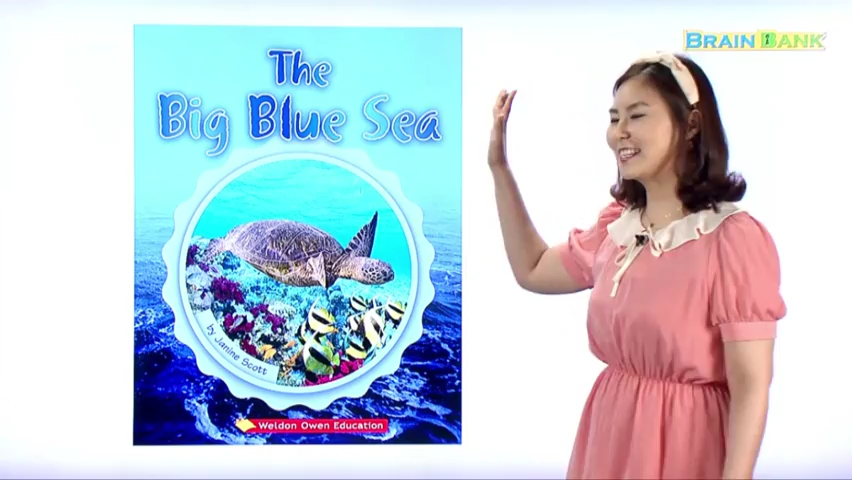 The
Big Blue Sea
by Janine Scott
Weldon Owen Education
BRAIN BANK